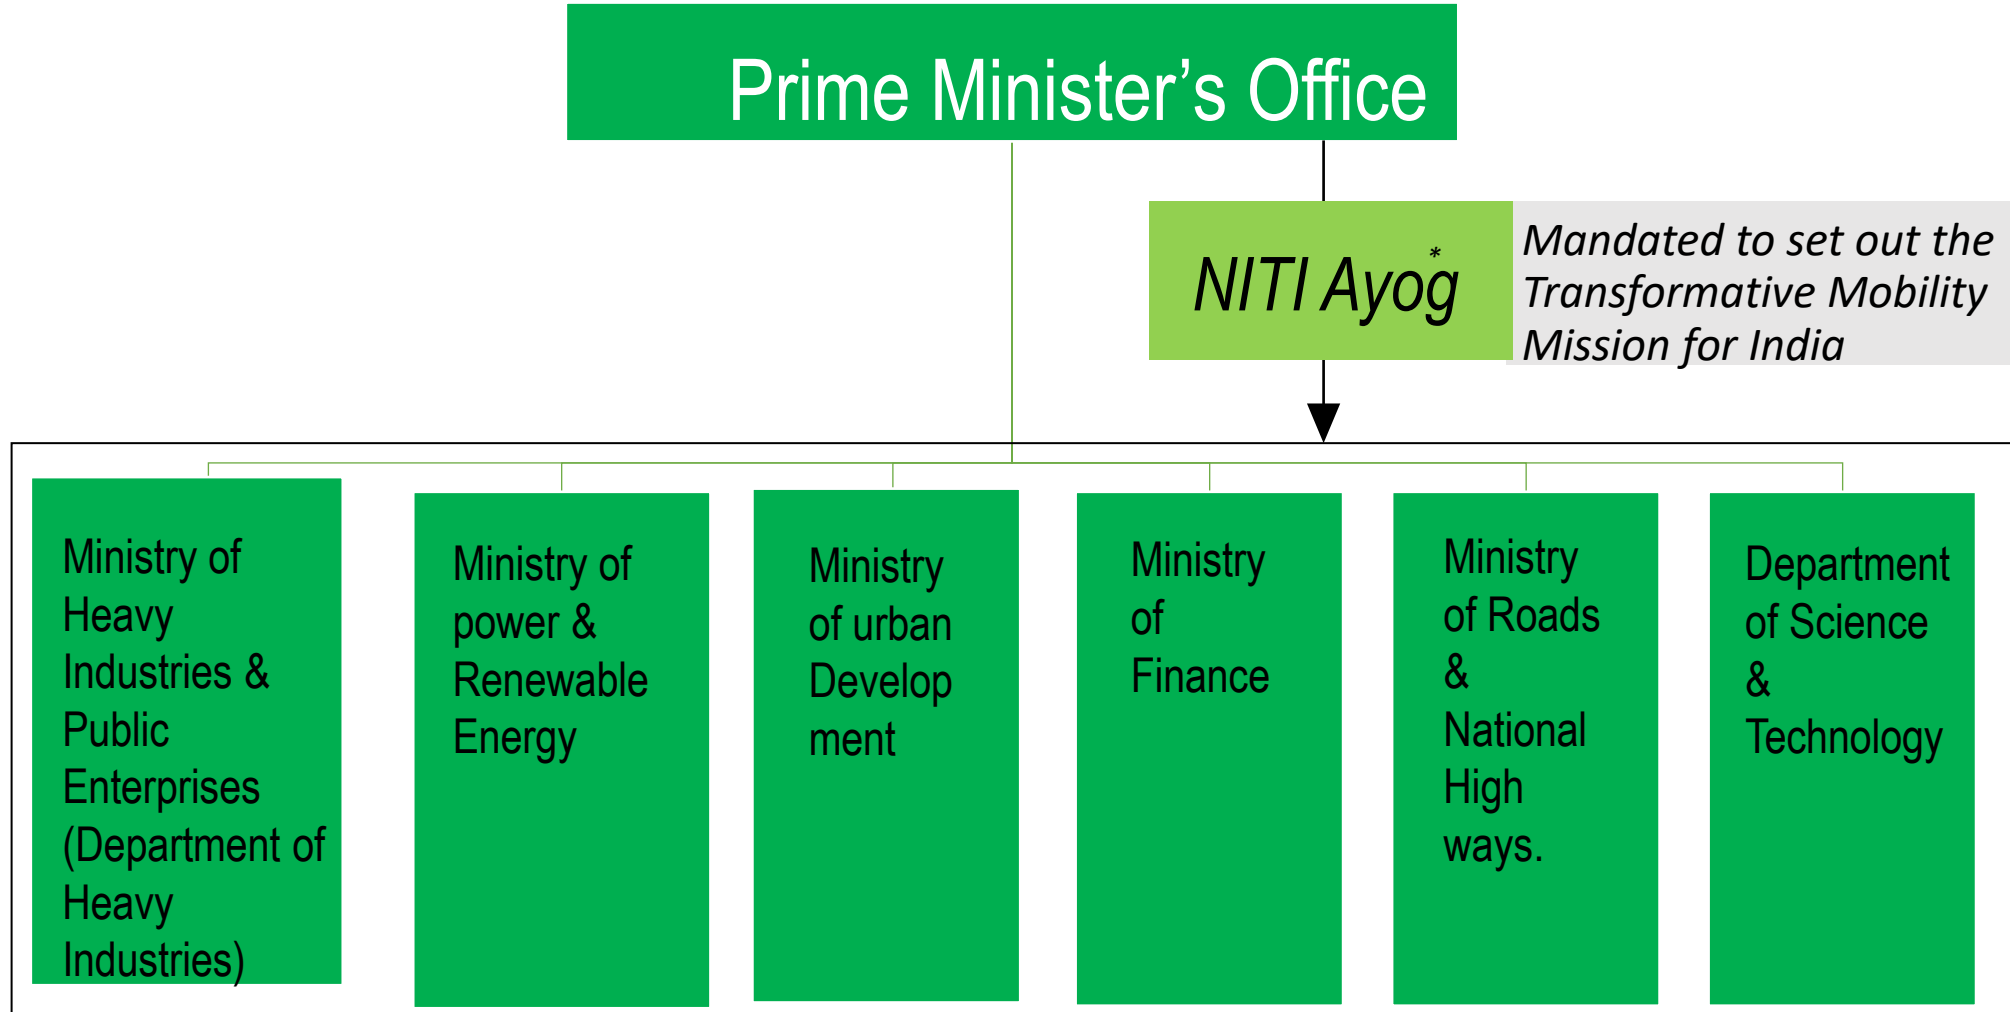 Prime Minister’s Office
NITI Ayog*
Mandated to set out the
Transformative Mobility
Mission for India
Ministry of
Heavy
Industries &
Public
Enterprises
(Department of
Heavy
Industries)
Ministry of
power &
Renewable
Energy
Ministry
of urban
Develop
ment
Ministry
of
Finance
Ministry
of Roads
&
National
High
ways.
Department
of Science
&
Technology